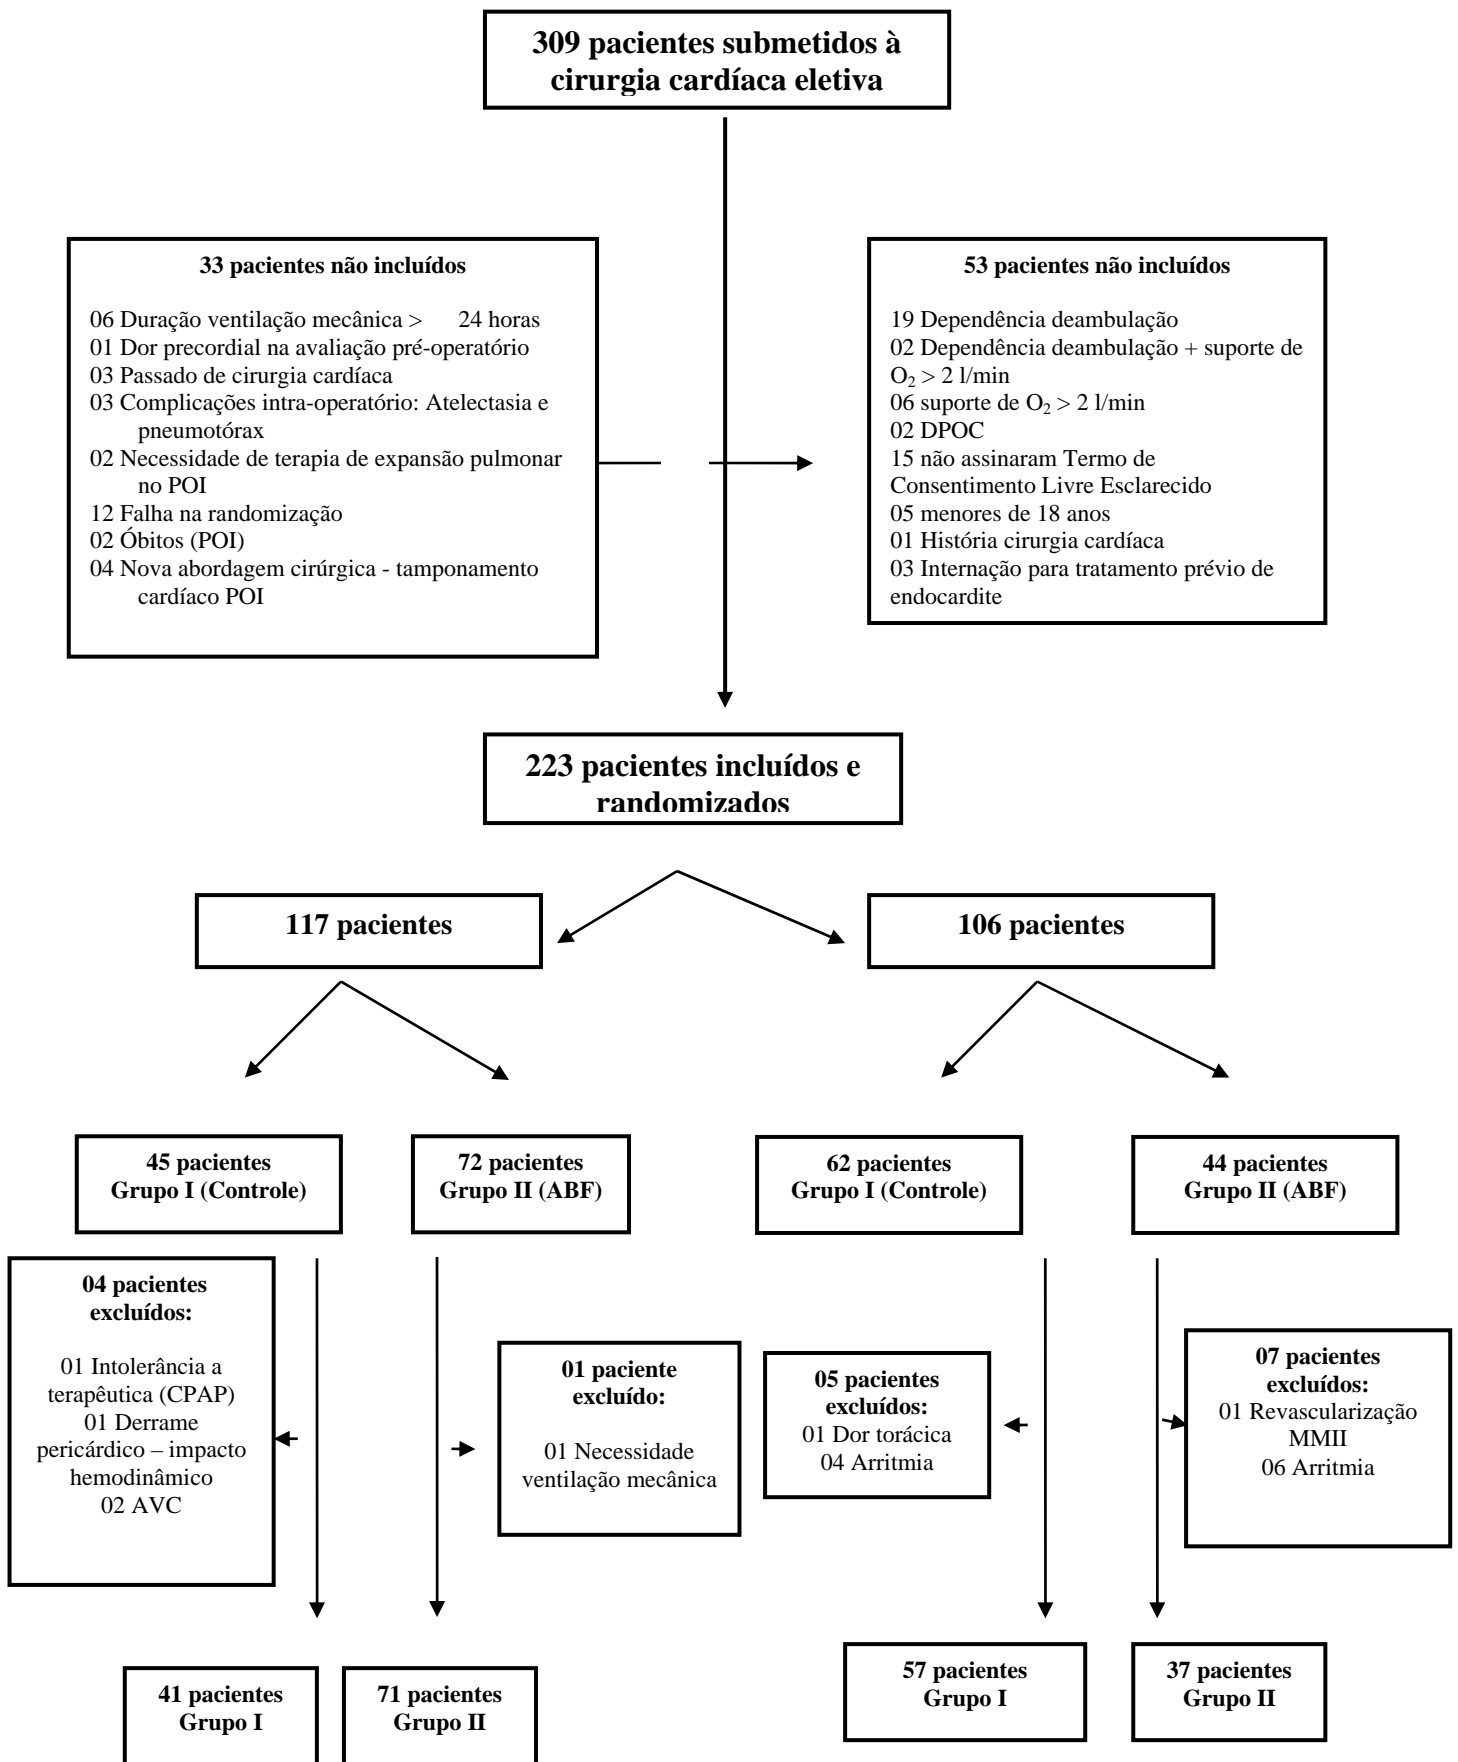 309 pacientes submetidos à
cirurgia cardíaca eletiva
33 pacientes não incluídos
06 Duração ventilação mecânica > 24 horas
01 Dor precordial na avaliação pré-operatório
03 Passado de cirurgia cardíaca
03 Complicações intra-operatório: Atelectasia e
pneumotórax
02 Necessidade de terapia de expansão pulmonar
no POI
12 Falha na randomização
02 Óbitos (POI)
04 Nova abordagem cirúrgica - tamponamento
cardíaco POI
53 pacientes não incluídos
19 Dependência deambulação
02 Dependência deambulação + suporte de
O₂ > 2 l/min
06 suporte de O₂ > 2 l/min
02 DPOC
15 não assinaram Termo de
Consentimento Livre Esclarecido
05 menores de 18 anos
01 História cirurgia cardíaca
03 Internação para tratamento prévio de
endocardite
223 pacientes incluídos e
randomizados
117 pacientes
106 pacientes
45 pacientes
Grupo I (Controle)
72 pacientes
Grupo II (ABF)
62 pacientes
Grupo I (Controle)
44 pacientes
Grupo II (ABF)
04 pacientes
excluídos:
01 Intolerância a
terapêutica (CPAP)
01 Derrame
pericárdico – impacto
hemodinâmico
02 AVC
01 paciente
excluído:
01 Necessidade
ventilação mecânica
05 pacientes
excluídos:
01 Dor torácica
04 Arritmia
07 pacientes
excluídos:
01 Revascularização
MMII
06 Arritmia
41 pacientes
Grupo I
71 pacientes
Grupo II
57 pacientes
Grupo I
37 pacientes
Grupo II